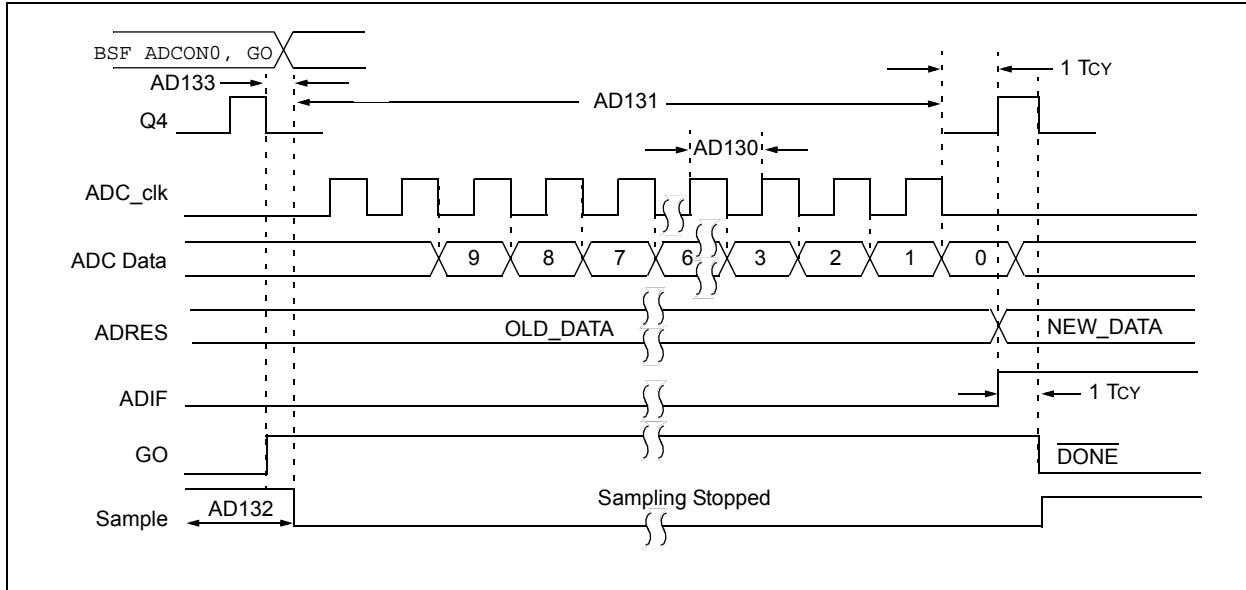 BSF ADCON0, GO
1 TCY
AD133
AD131
Q4
AD130
ADC_clk
ADC Data 9 8 7 6 3 2 1 0
ADRES OLD_DATA NEW_DATA
ADIF 1 TCY
GO DONE
Sampling Stopped
AD132
Sample